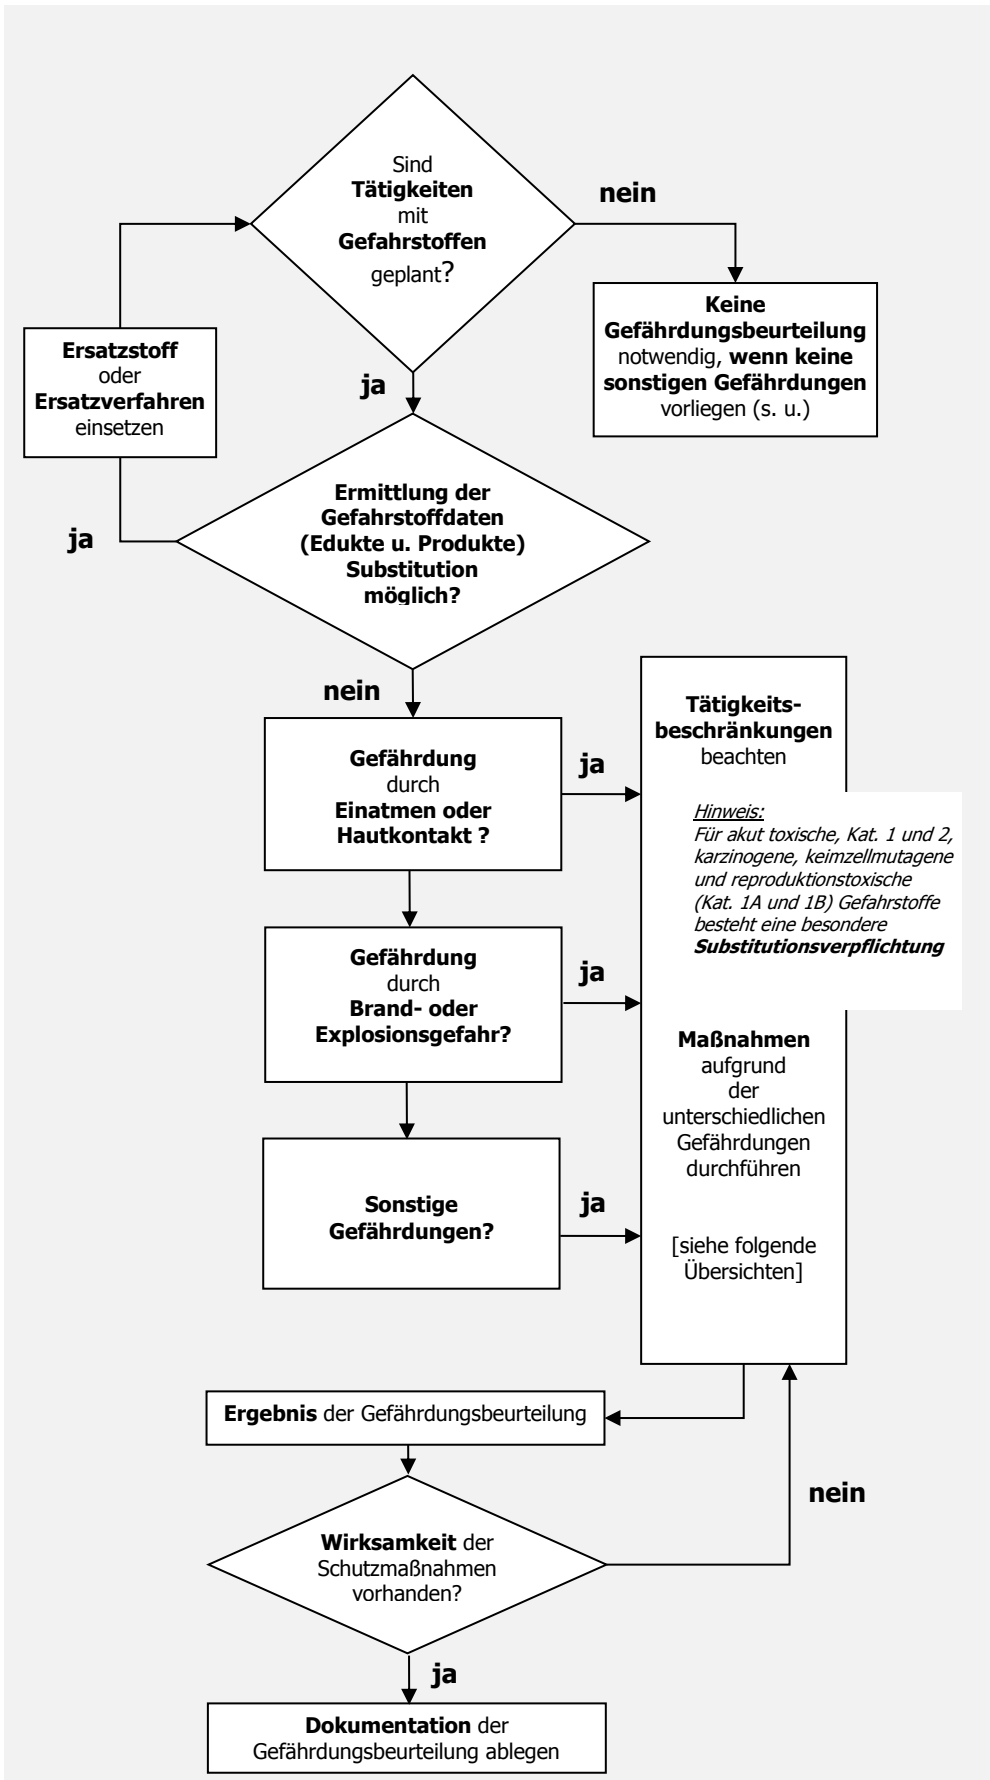 Sind
Tätigkeiten
mit
Gefahrstoffen
geplant?
nein
Keine
Gefährdungsbeurteilung
notwendig, wenn keine
sonstigen Gefährdungen
vorliegen (s. u.)
Ersatzstoff
oder
Ersatzverfahren
einsetzen
ja
Ermittlung der
Gefahrstoffdaten
(Edukte u. Produkte)
Substitution
möglich?
ja
nein
Gefährdung
durch
Einatmen oder
Hautkontakt ?
ja
Tätigkeits-
beschränkungen
beachten
Hinweis:
Für akut toxische, Kat. 1 und 2,
karzinogene, keimzellmutagene
und reproduktionstoxische
(Kat. 1A und 1B) Gefahrstoffe
besteht eine besondere
Substitutionsverpflichtung
Gefährdung
durch
Brand- oder
Explosionsgefahr?
ja
Maßnahmen
aufgrund
der
unterschiedlichen
Gefährdungen
durchführen
[siehe folgende
Übersichten]
Sonstige
Gefährdungen?
ja
Ergebnis der Gefährdungsbeurteilung
Wirksamkeit der
Schutzmaßnahmen
vorhanden?
nein
ja
Dokumentation der
Gefährdungsbeurteilung ablegen